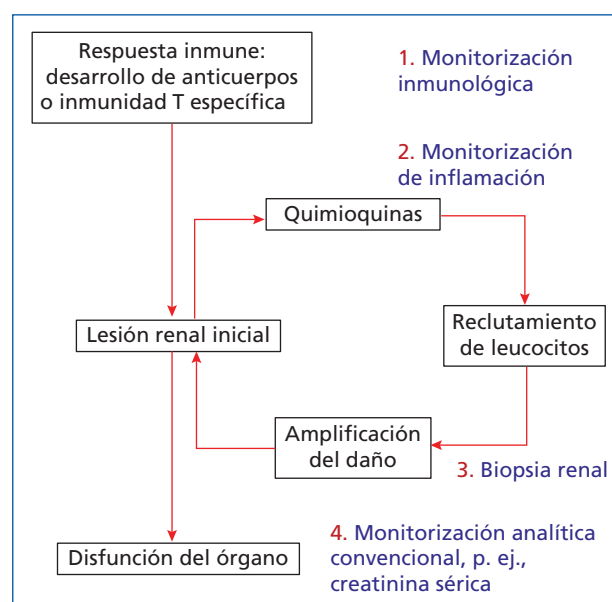 Respuesta inmune:
desarrollo de anticuerpos
o inmunidad T específica
1. Monitorización
inmunológica
2. Monitorización
de inflamación
Quimioquinas
Lesión renal inicial
Reclutamiento
de leucocitos
Amplificación
del daño
3. Biopsia renal
Disfunción del órgano
4. Monitorización analítica
convencional, p. ej.,
creatinina sérica